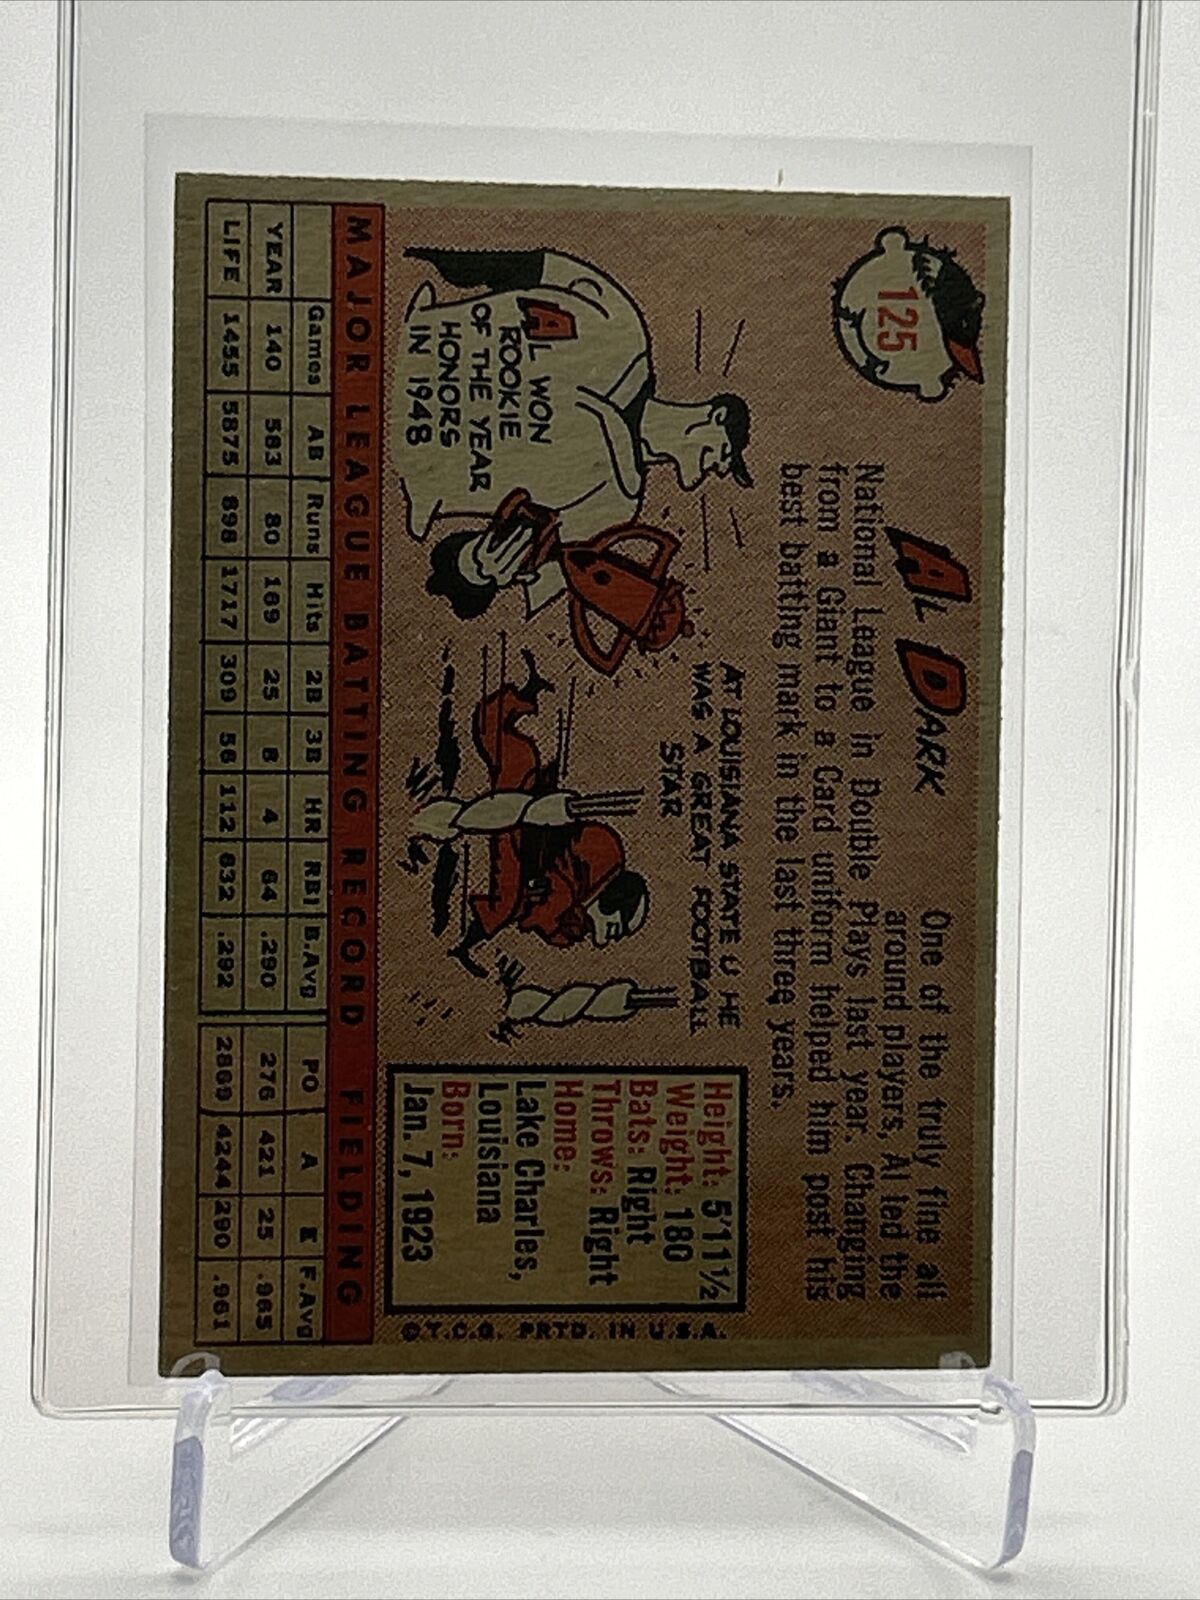 125
AL DARK
One of the truly fine all
around players, Al led the
National League in Double Plays last year. Changing
from a Giant to a Card uniform helped him post his
best batting mark in the last three years.
AL WON
ROOKIE
OF THE YEAR
HONORS
IN 1948
AT LOUISIANA STATE U HE
WAS A GREAT FOOTBALL
STAR
Height: 5'11½
Weight: 180
Bats: Right
Throws: Right
Home:
Lake Charles,
Louisiana
Born:
Jan. 7, 1923
© T.C.G. PRTD. IN U.S.A.
MAJOR LEAGUE BATTING RECORD FIELDING
Games AB Runs Hits 2B 3B HR RBI B.Avg PO A E F.Avg
YEAR 140 583 80 169 25 8 4 64 .290 276 421 25 .965
LIFE 1455 5875 898 1717 309 56 112 632 .292 2868 4244 290 .961